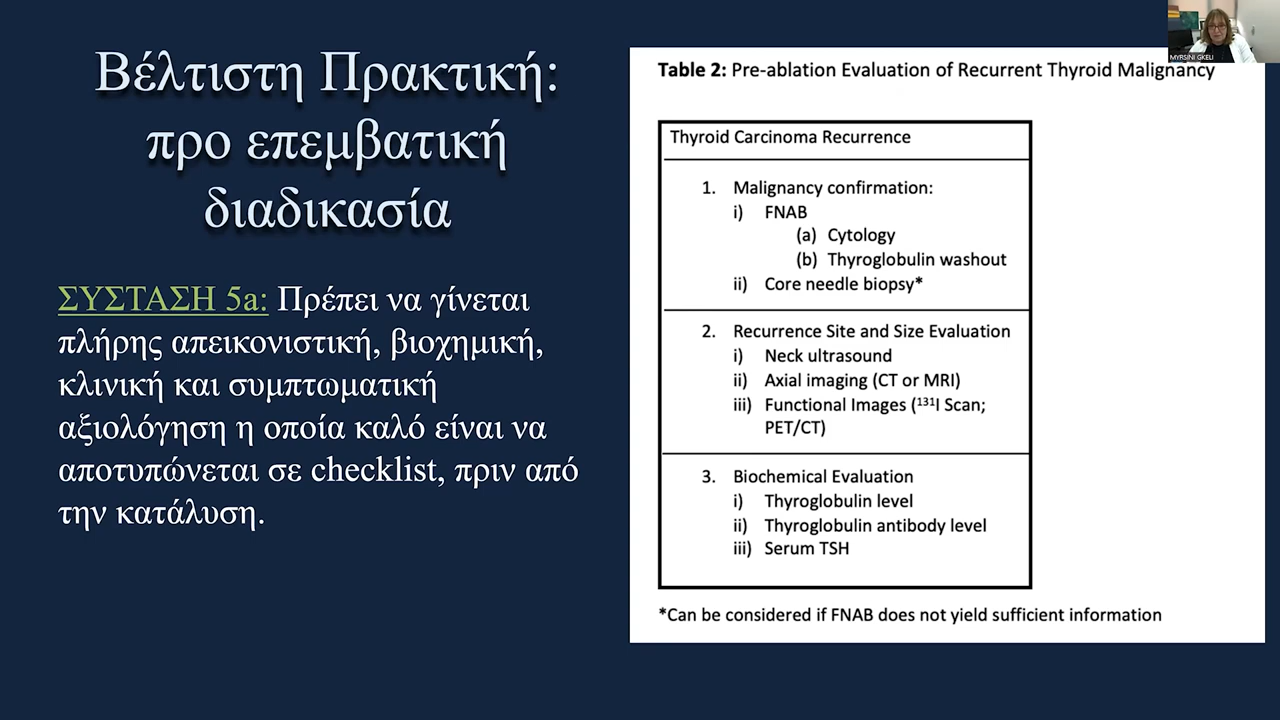 Βέλτιστη Πρακτική:
προ επεμβατική
διαδικασία
ΣΥΣΤΑΣΗ 5a: Πρέπει να γίνεται
πλήρης απεικονιστική, βιοχημική,
κλινική και συμπτωματική
αξιολόγηση η οποία καλό είναι να
αποτυπώνεται σε checklist, πριν από
την κατάλυση.
Table 2: Pre-ablation Evaluation of Recurrent Thyroid Malignancy
Thyroid Carcinoma Recurrence
1. Malignancy confirmation:
i) FNAB
(a) Cytology
(b) Thyroglobulin washout
ii) Core needle biopsy*
2. Recurrence Site and Size Evaluation
i) Neck ultrasound
ii) Axial imaging (CT or MRI)
iii) Functional Images (¹³¹I Scan;
PET/CT)
3. Biochemical Evaluation
i) Thyroglobulin level
ii) Thyroglobulin antibody level
iii) Serum TSH
*Can be considered if FNAB does not yield sufficient information
MYRSINI GKELI